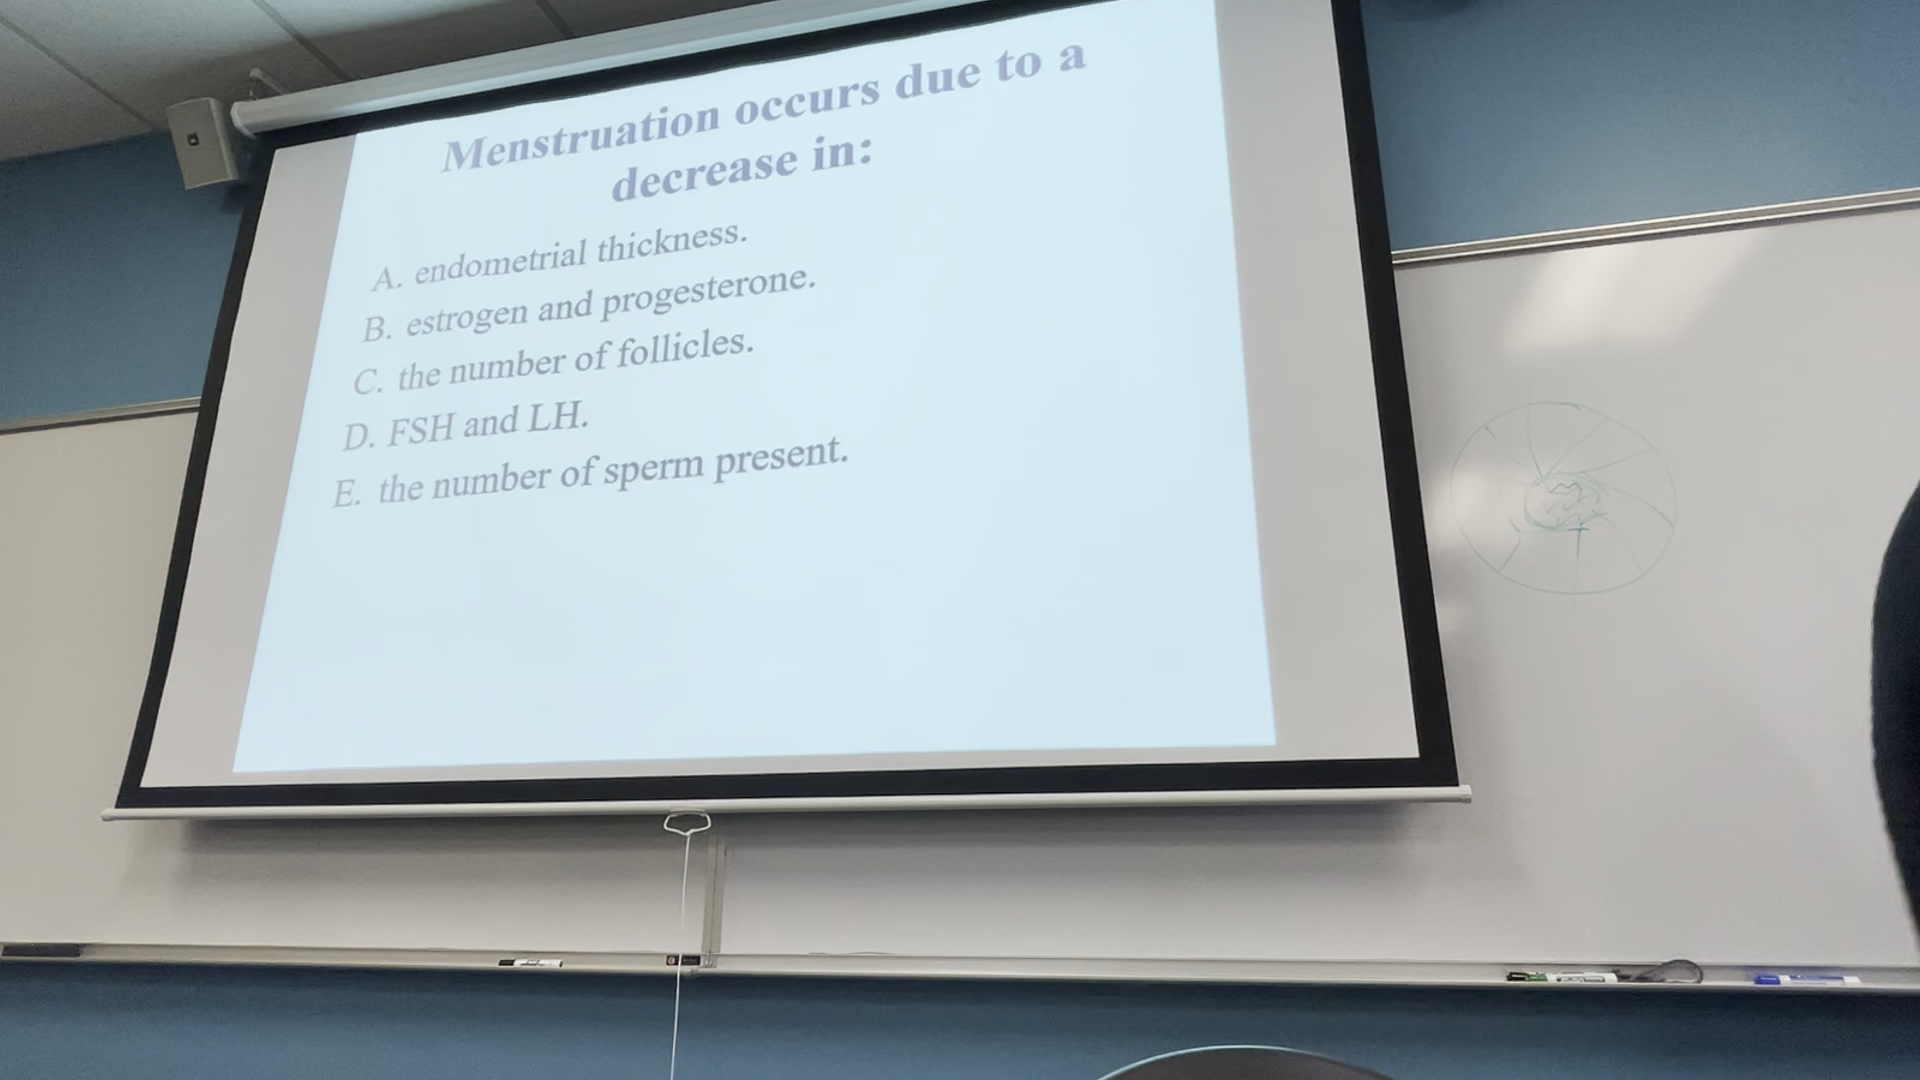 Menstruation occurs due to a
decrease in:
A. endometrial thickness.
B. estrogen and progesterone.
C. the number of follicles.
D. FSH and LH.
E. the number of sperm present.